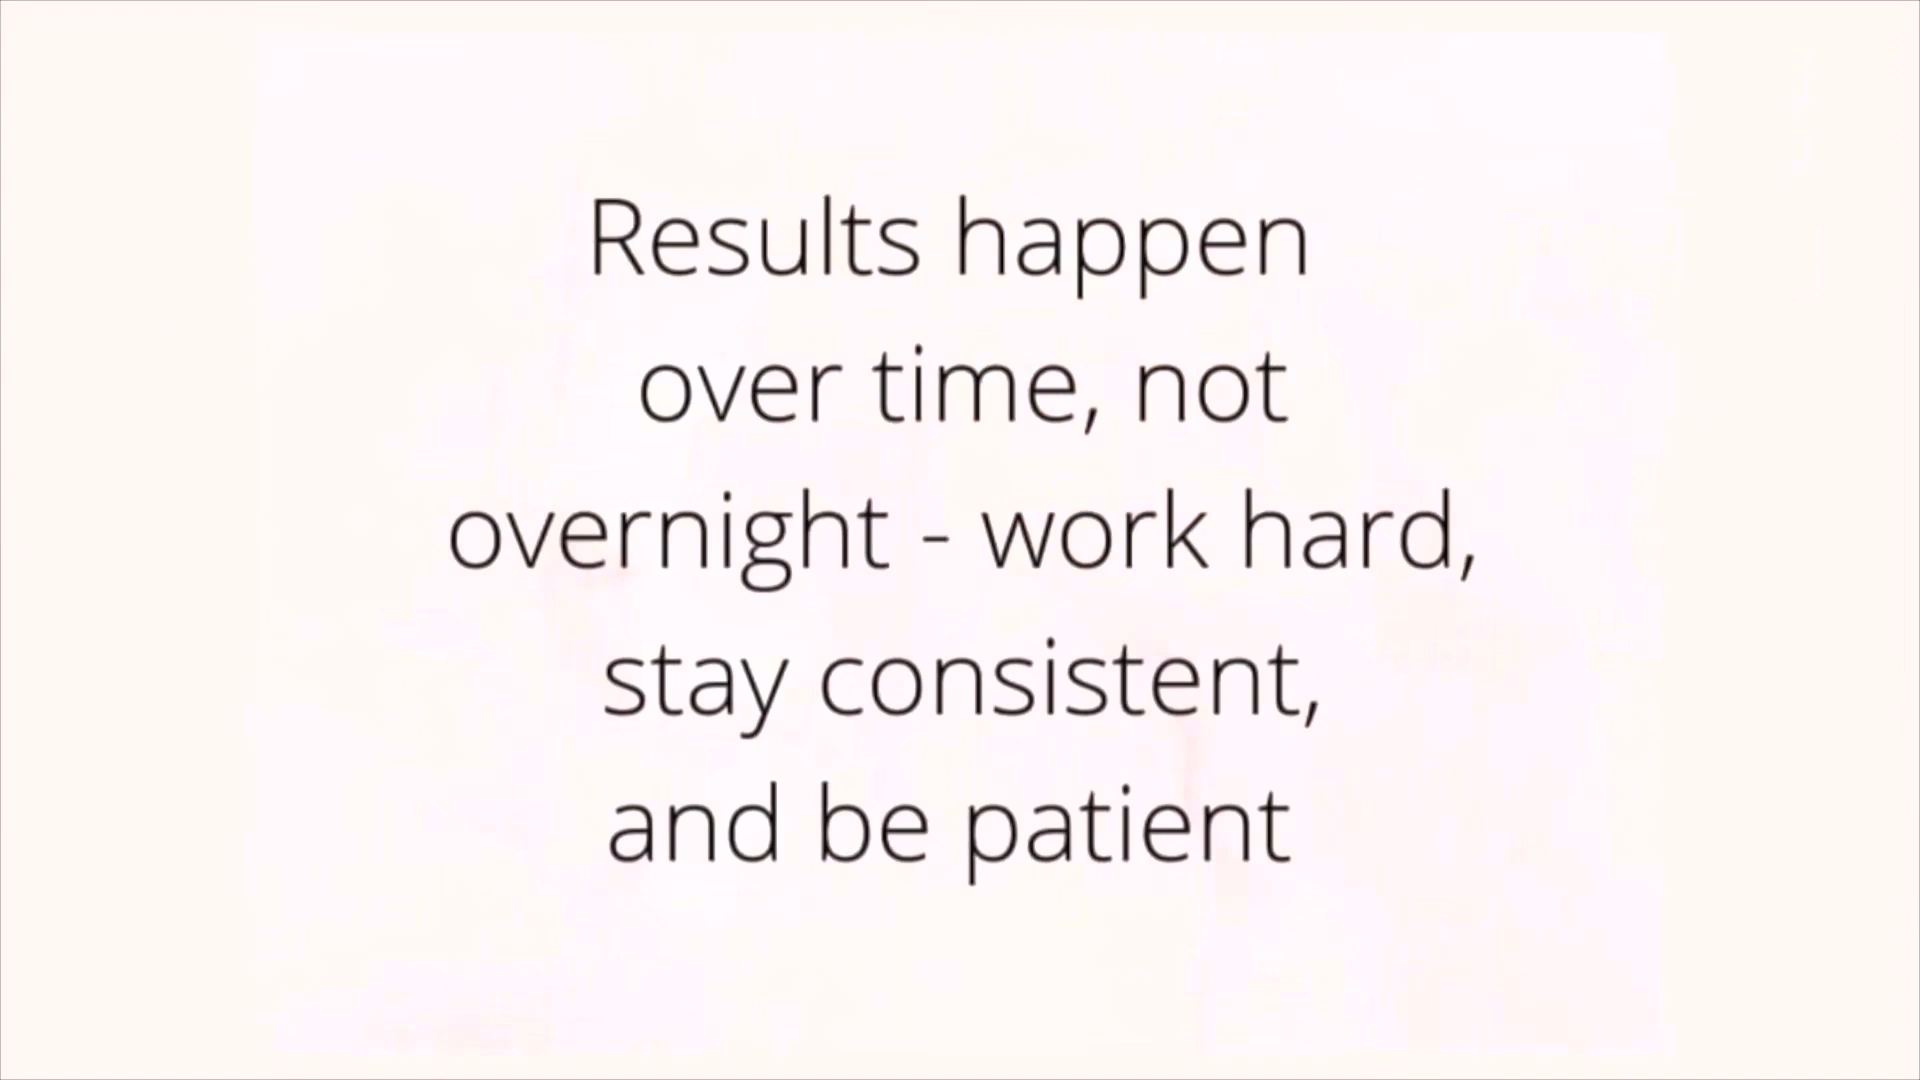 Results happen
over time, not
overnight - work hard,
stay consistent,
and be patient